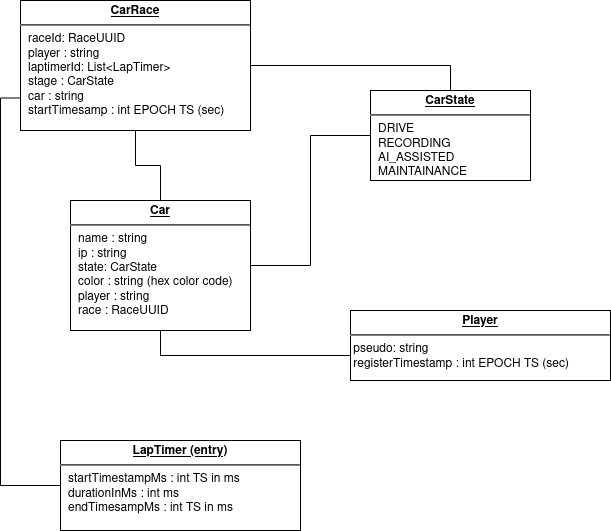 CarRace
raceId: RaceUUID
player : string
laptimerId: List<LapTimer>
stage : CarState
car : string
startTimesamp : int EPOCH TS (sec)
CarState
DRIVE
RECORDING
AI_ASSISTED
MAINTAINANCE
Car
name : string
ip : string
state: CarState
color : string (hex color code)
player : string
race : RaceUUID
Player
pseudo: string
registerTimestamp : int EPOCH TS (sec)
LapTimer (entry)
startTimestampMs : int TS in ms
durationInMs : int ms
endTimesampMs : int TS in ms